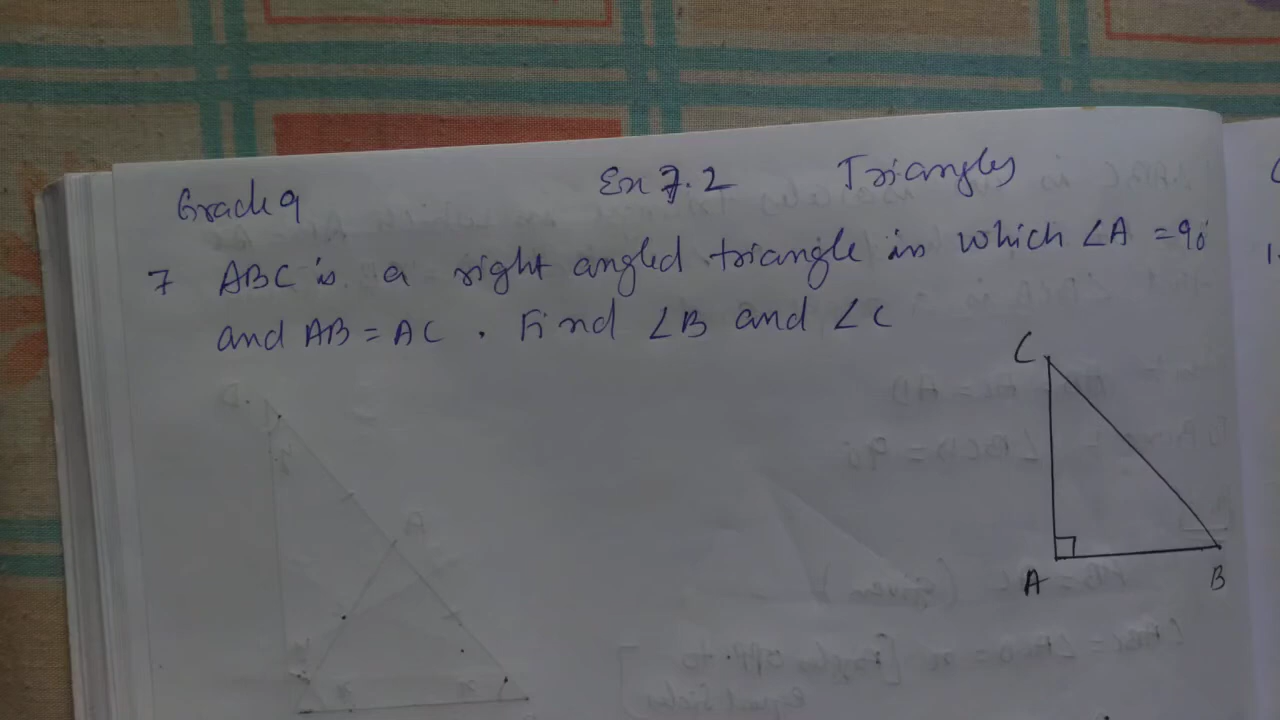 Grade 9 Ex 7.2 Triangles
7 ABC is a right angled triangle in which ∠A = 90°
and AB = AC . Find ∠B and ∠C
C
A
B